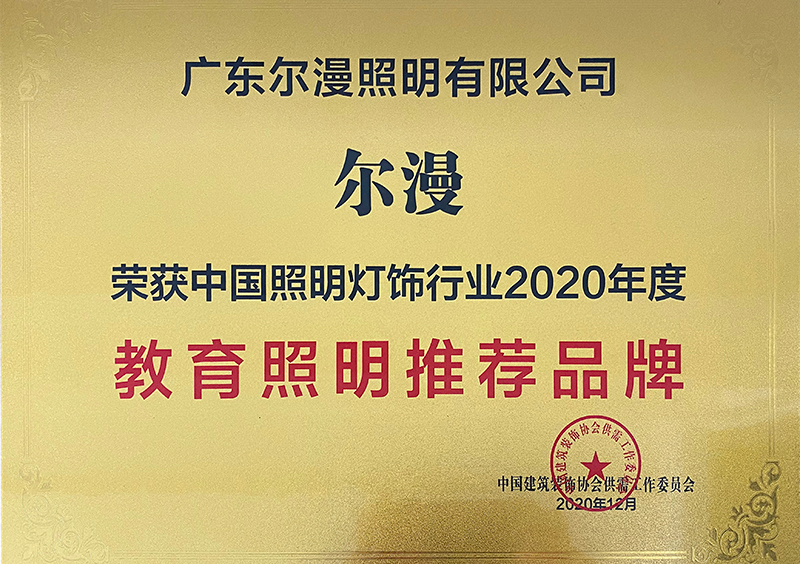 广东尔漫照明有限公司
尔漫
荣获中国照明灯饰行业2020年度
教育照明推荐品牌
中国建筑装饰协会供需工作委员会
2020年12月